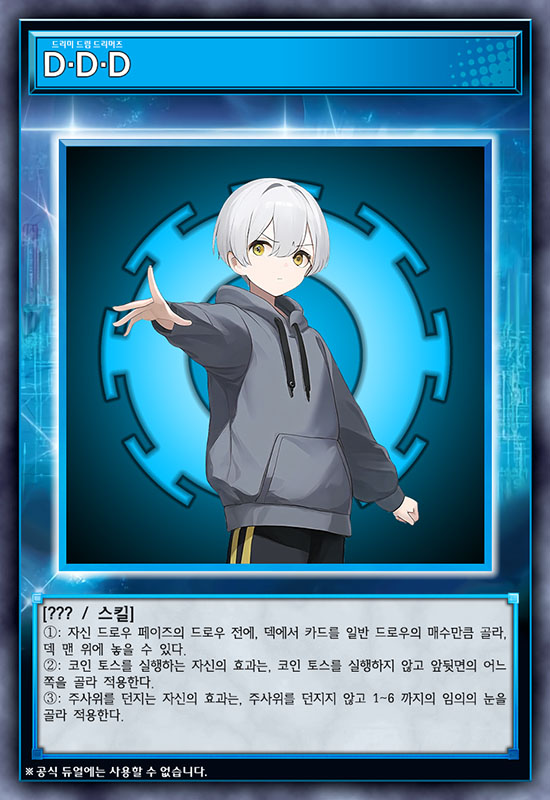 드리머 드림 드리머즈
D·D·D
[??? / 스킬]
①: 자신 드로우 페이즈의 드로우 전에, 덱에서 카드를 일반 드로우의 매수만큼 골라,
덱 맨 위에 놓을 수 있다.
②: 코인 토스를 실행하는 자신의 효과는, 코인 토스를 실행하지 않고 앞뒷면의 어느
쪽을 골라 적용한다.
③: 주사위를 던지는 자신의 효과는, 주사위를 던지지 않고 1~6 까지의 임의의 눈을
골라 적용한다.
※ 공식 듀얼에는 사용할 수 없습니다.